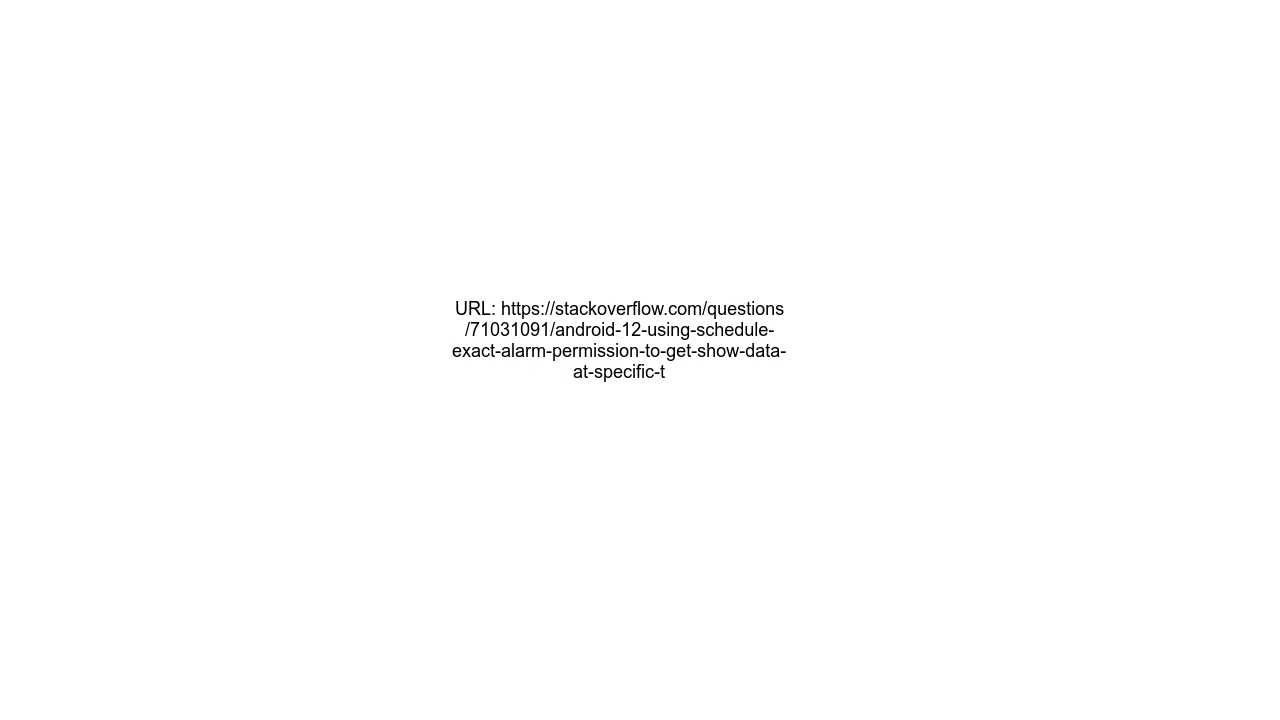 URL: https://stackoverflow.com/questions
/71031091/android-12-using-schedule-
exact-alarm-permission-to-get-show-data-
at-specific-t